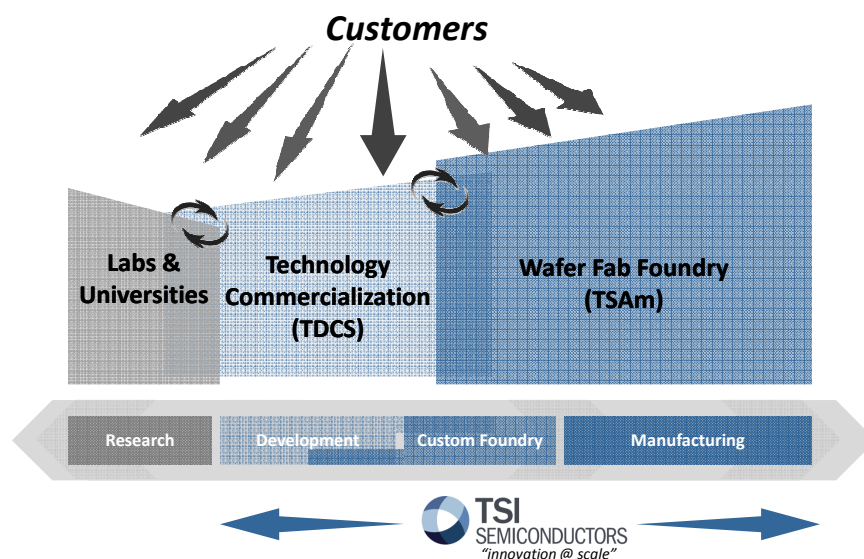 Customers
Labs &
Universities
Technology
Commercialization
(TDCS)
Wafer Fab Foundry
(TSAm)
Research
Development
Custom Foundry
Manufacturing
TSI
SEMICONDUCTORS
"innovation @ scale"